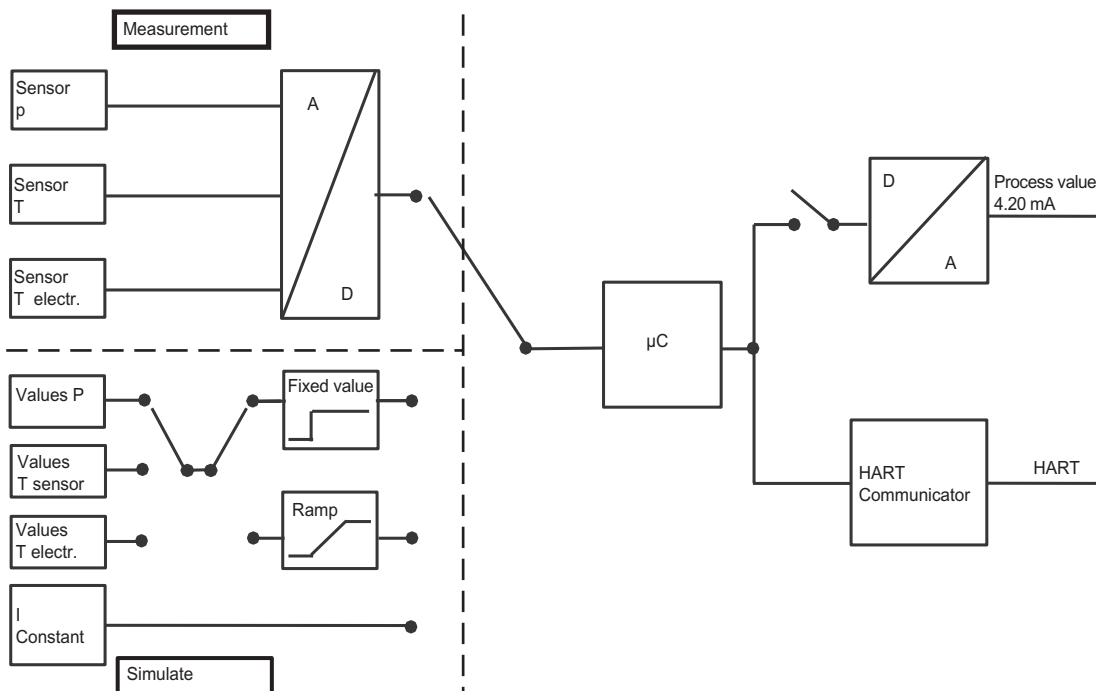 Measurement
Sensor
p
A
Sensor
T
Sensor
T electr.
D
D
Process value
4.20 mA
A
µC
Values P
Fixed value
Values
T sensor
Values
T electr.
Ramp
HART
Communicator
HART
I
Constant
Simulate